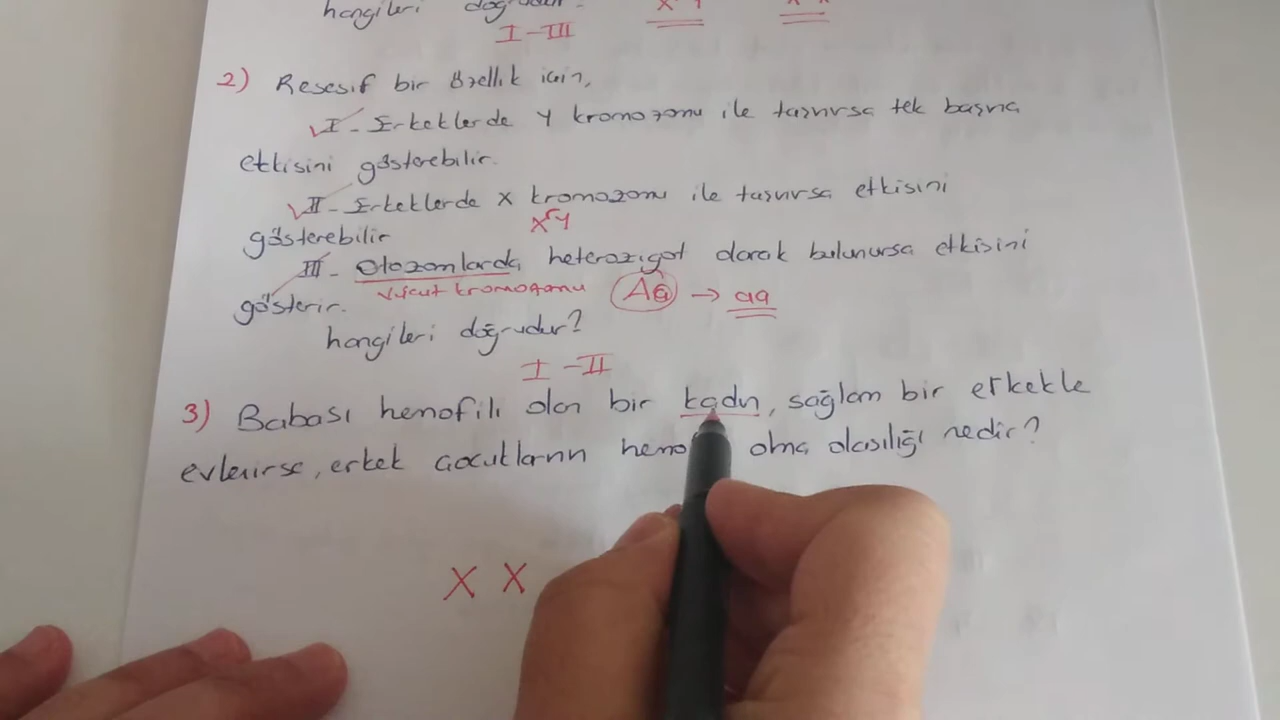 hangileri doğrudur.
I - III
2) Resesif bir özellik için,
I - Erkeklerde Y kromozomu ile taşınırsa tek başına
etkisini gösterebilir.
II - Erkeklerde X kromozomu ile taşınırsa etkisini
XʳY
gösterebilir
III - Otozomlarda, heterozigot olarak bulunursa etkisini
Vücut kromozomu Aa → aa
gösterir.
hangileri doğrudur?
I - II
3) Babası hemofili olan bir kadın, sağlam bir erkekle
evlenirse, erkek çocukların hemo olma olasılığı nedir?
X X